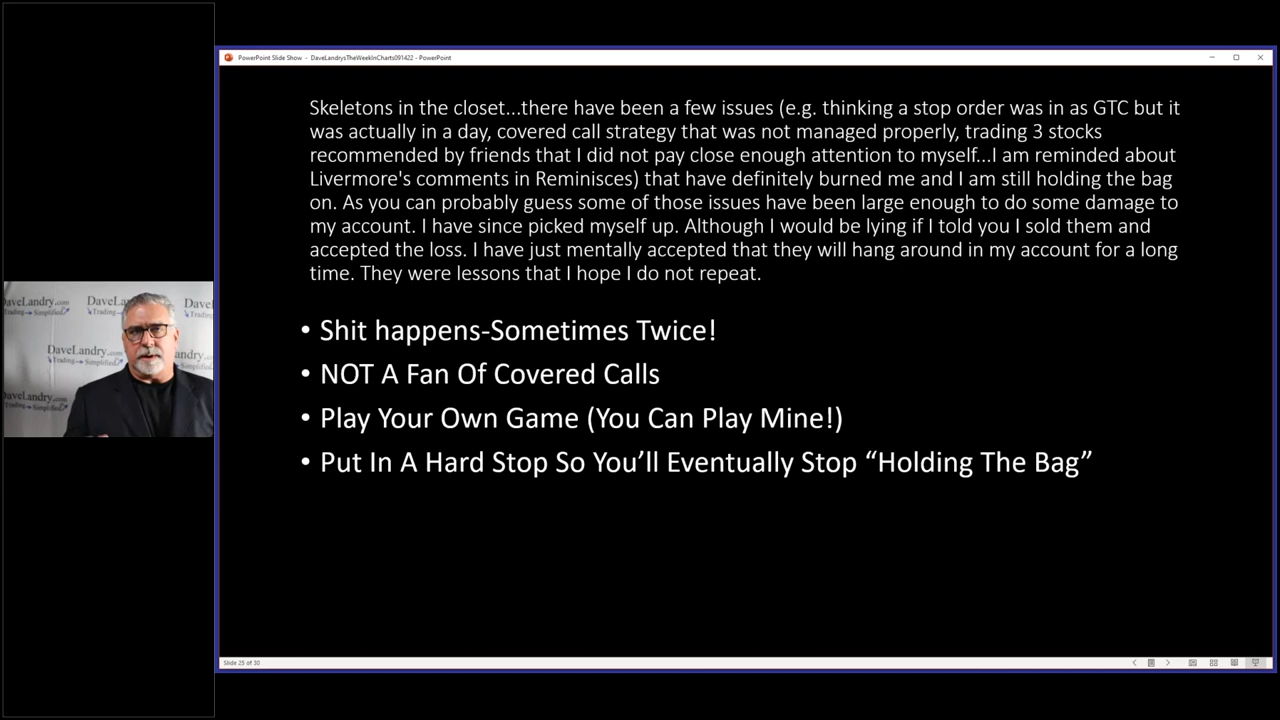 PowerPoint Slide Show - DaveLandrysTheWeekInCharts091422 - PowerPoint
Skeletons in the closet...there have been a few issues (e.g. thinking a stop order was in as GTC but it
was actually in a day, covered call strategy that was not managed properly, trading 3 stocks
recommended by friends that I did not pay close enough attention to myself...I am reminded about
Livermore's comments in Reminisces) that have definitely burned me and I am still holding the bag
on. As you can probably guess some of those issues have been large enough to do some damage to
my account. I have since picked myself up. Although I would be lying if I told you I sold them and
accepted the loss. I have just mentally accepted that they will hang around in my account for a long
time. They were lessons that I hope I do not repeat.
• Shit happens-Sometimes Twice!
• NOT A Fan Of Covered Calls
• Play Your Own Game (You Can Play Mine!)
• Put In A Hard Stop So You’ll Eventually Stop “Holding The Bag”
DaveLandry.com
Trading Simplified
DaveLandry.com
Slide 25 of 30